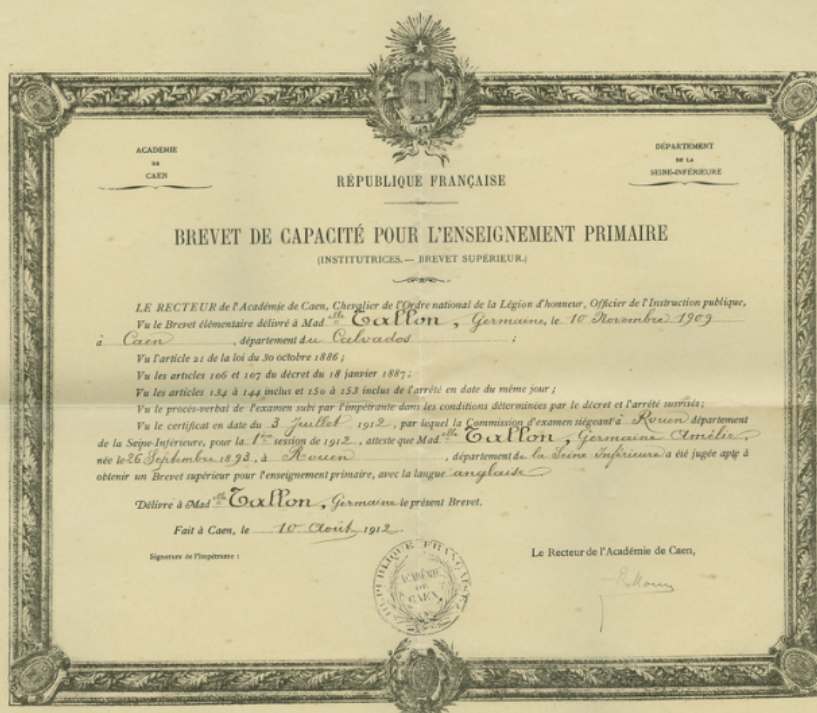 ACADÉMIE
DE
CAEN
DÉPARTEMENT
DE LA
SEINE-INFÉRIEURE
RÉPUBLIQUE FRANÇAISE
BREVET DE CAPACITÉ POUR L'ENSEIGNEMENT PRIMAIRE
(INSTITUTRICES. — BREVET SUPÉRIEUR.)
LE RECTEUR de l'Académie de Caen, Chevalier de l'Ordre national de la Légion d'honneur, Officier de l'Instruction publique,
Vu le Brevet élémentaire délivré à Mad elle Tallon, Germaine, le 10 Novembre 1909
à Caen, département du Calvados ;
Vu l'article 21 de la loi du 30 octobre 1886 ;
Vu les articles 106 et 107 du décret du 18 janvier 1887 ;
Vu les articles 134 à 144 inclus et 150 à 153 inclus de l'arrêté en date du même jour ;
Vu le procès-verbal de l'examen subi par l'impétrante dans les conditions déterminées par le décret et l'arrêté susvisés ;
Vu le certificat en date du 3 Juillet 1912, par lequel la Commission d'examen siégeant à Rouen département
de la Seine-Inférieure, pour la 1ère session de 1912, atteste que Mad elle Tallon, Germaine Amélie,
née le 26 Septembre 1893, à Rouen, département de la Seine Inférieure a été jugée apte à
obtenir un Brevet supérieur pour l'enseignement primaire, avec la langue anglaise
Délivre à Mad elle Tallon, Germaine le présent Brevet.
Fait à Caen, le 10 Août 1912.
Signature de l'impétrante :
Le Recteur de l'Académie de Caen,
RÉPUBLIQUE FRANÇAISE
ACADÉMIE
DE
CAEN